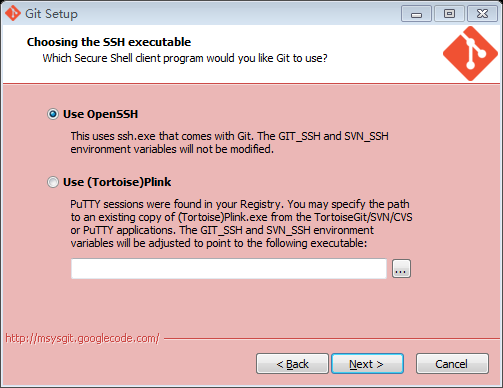 Git Setup
Choosing the SSH executable
Which Secure Shell client program would you like Git to use?
Use OpenSSH
This uses ssh.exe that comes with Git. The GIT_SSH and SVN_SSH
environment variables will not be modified.
Use (Tortoise)Plink
PuTTY sessions were found in your Registry. You may specify the path
to an existing copy of (Tortoise)Plink.exe from the TortoiseGit/SVN/CVS
or PuTTY applications. The GIT_SSH and SVN_SSH environment
variables will be adjusted to point to the following executable:
...
http://msysgit.googlecode.com/
< Back
Next >
Cancel